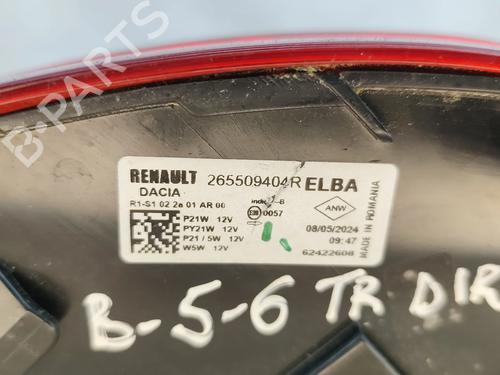 RENAULT 265509404R ELBA
DACIA
R1-S1 02 2a 01 AR 00
P21W 12V
PY21W 12V
P21/5W 12V
W5W 12V
0057
ANW
08/05/2024
09:47
62422608
MADE IN ROMANIA
B-5-6 TR DIR
B-PARTS